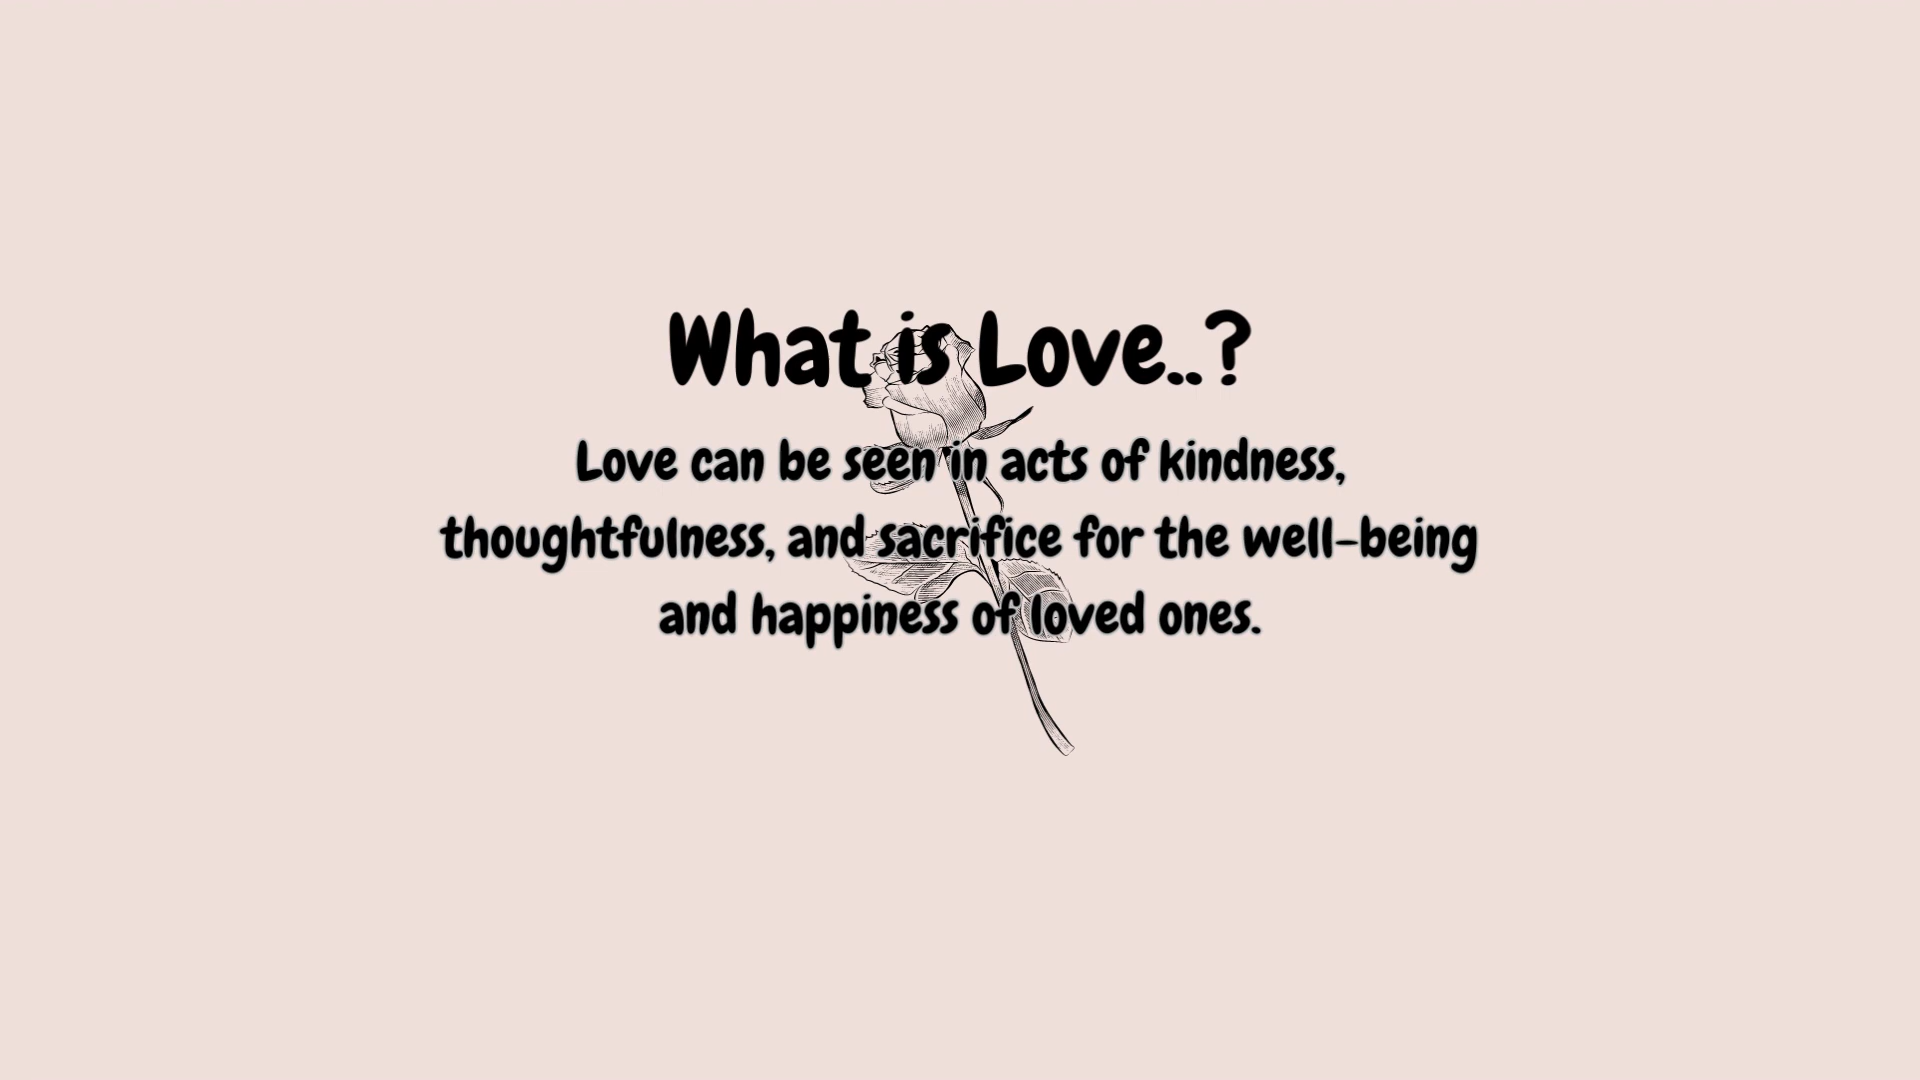 What is Love..?
Love can be seen in acts of kindness,
thoughtfulness, and sacrifice for the well-being
and happiness of loved ones.